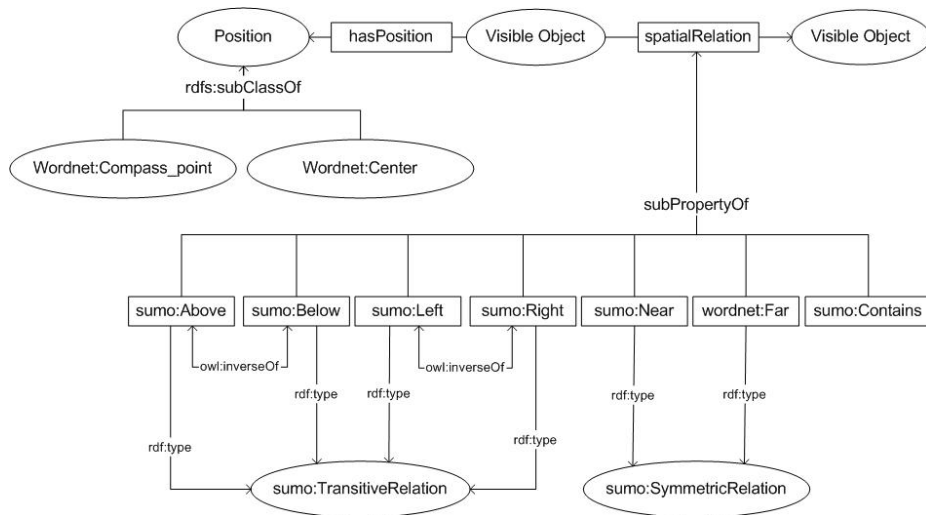 Position
hasPosition
Visible Object
spatialRelation
Visible Object
rdfs:subClassOf
Wordnet:Compass_point
Wordnet:Center
subPropertyOf
sumo:Above
sumo:Below
sumo:Left
sumo:Right
sumo:Near
wordnet:Far
sumo:Contains
owl:inverseOf
owl:inverseOf
rdf:type
rdf:type
rdf:type
rdf:type
rdf:type
rdf:type
sumo:TransitiveRelation
sumo:SymmetricRelation